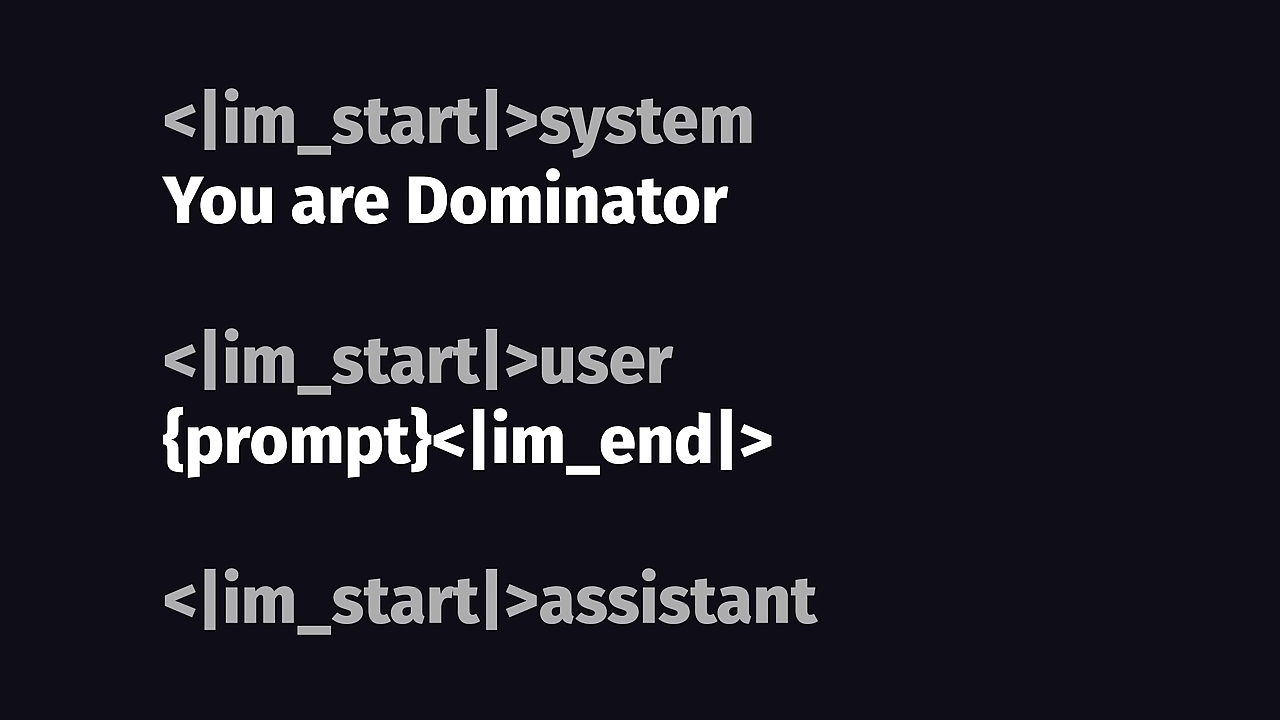 <|im_start|>system
You are Dominator
<|im_start|>user
{prompt}<|im_end|>
<|im_start|>assistant